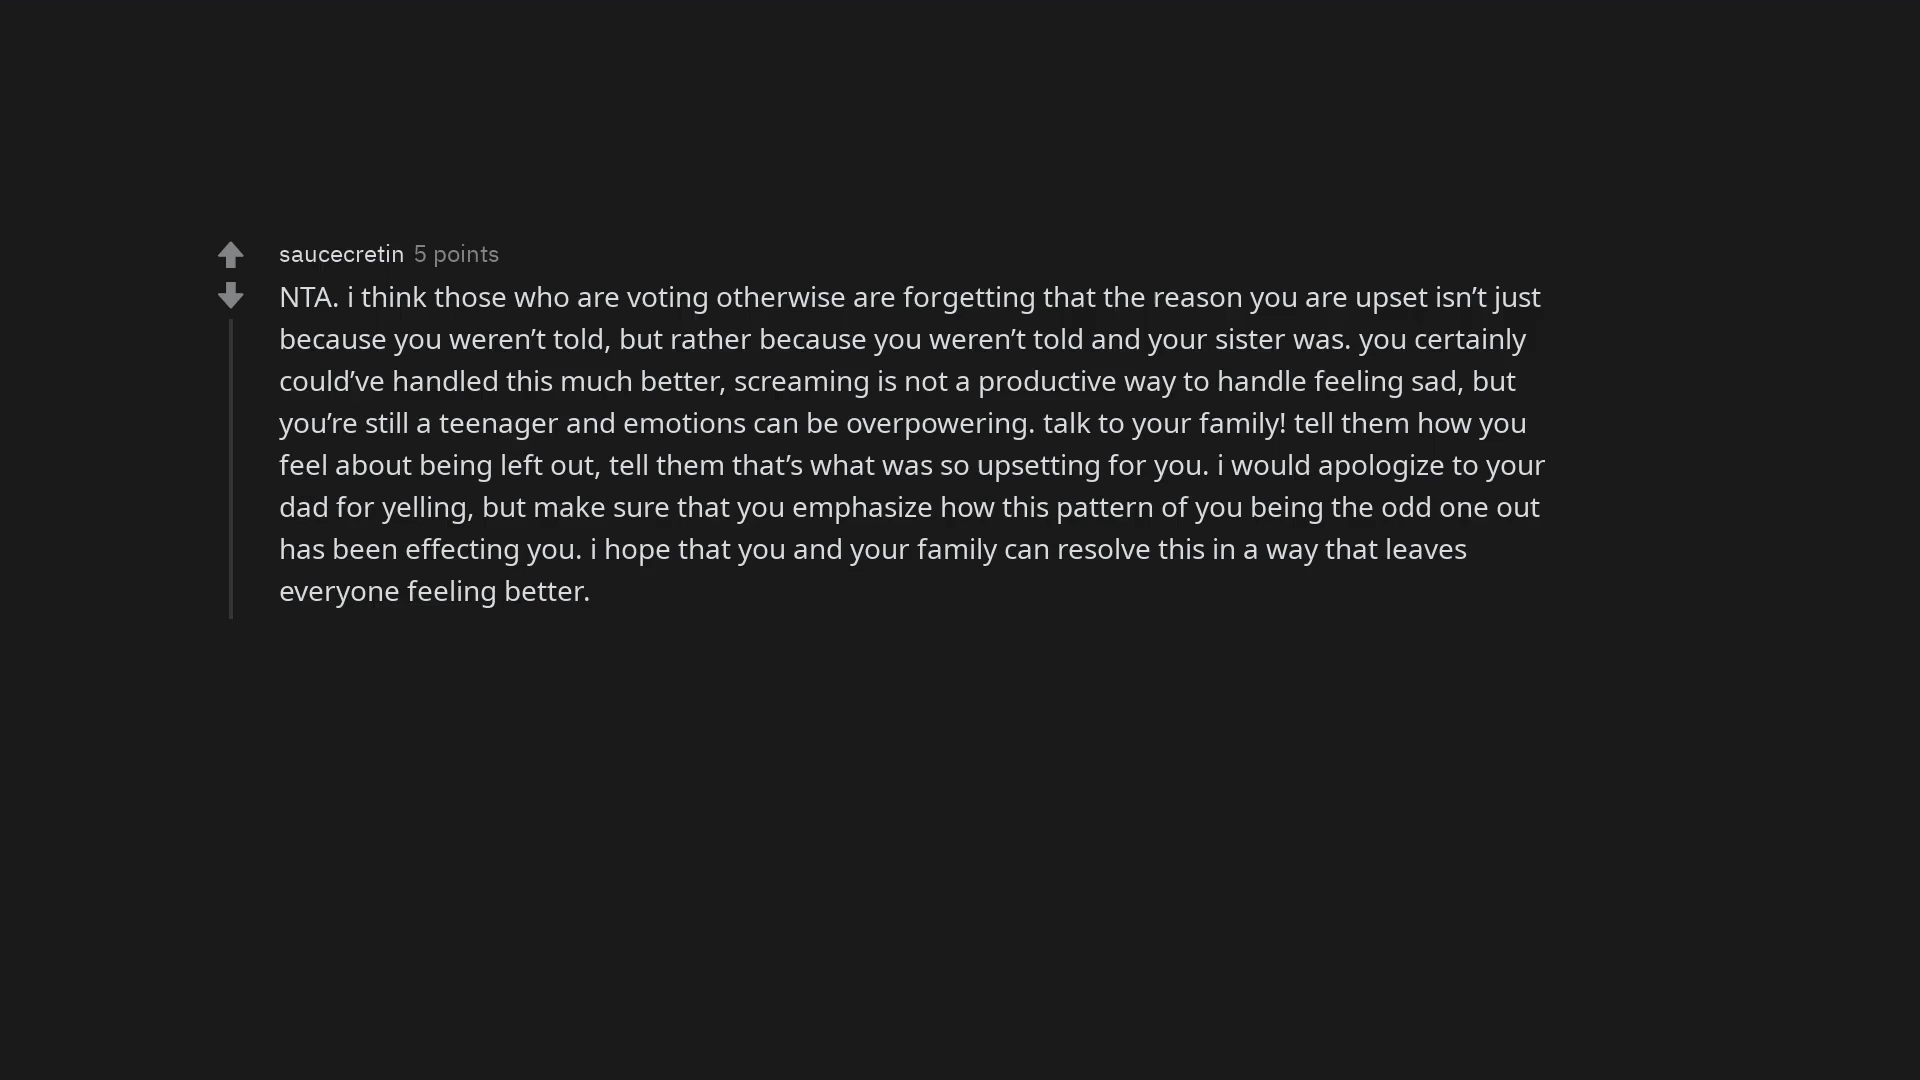 saucecretin 5 points
NTA. i think those who are voting otherwise are forgetting that the reason you are upset isn’t just
because you weren’t told, but rather because you weren’t told and your sister was. you certainly
could’ve handled this much better, screaming is not a productive way to handle feeling sad, but
you’re still a teenager and emotions can be overpowering. talk to your family! tell them how you
feel about being left out, tell them that’s what was so upsetting for you. i would apologize to your
dad for yelling, but make sure that you emphasize how this pattern of you being the odd one out
has been effecting you. i hope that you and your family can resolve this in a way that leaves
everyone feeling better.